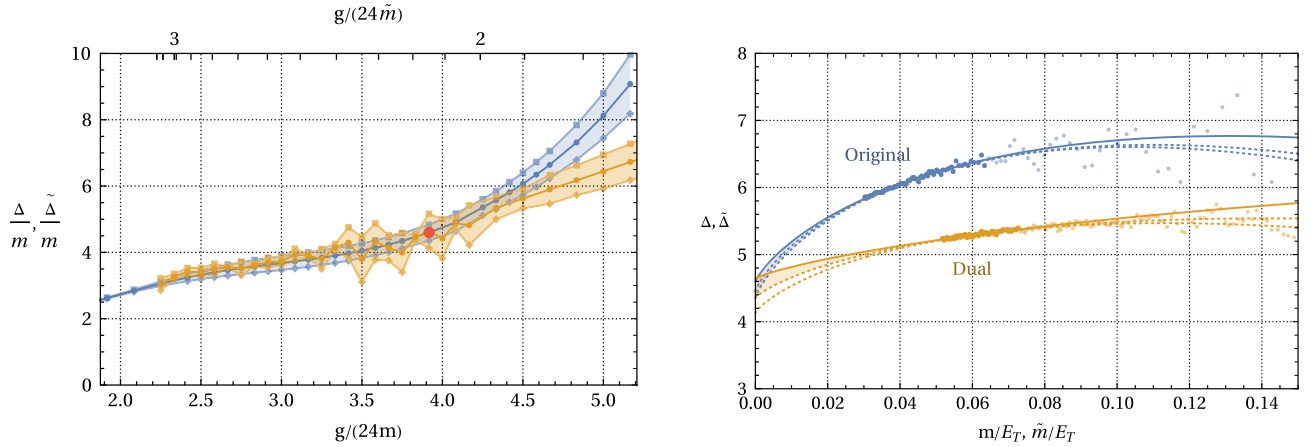 g/(24m̃)
3 2
10
8
6
4
2
0
Δ/m, Δ̃/m̃
2.0 2.5 3.0 3.5 4.0 4.5 5.0
g/(24m)
8
7
6
5
4
3
Δ, Δ̃
Original
Dual
0.00 0.02 0.04 0.06 0.08 0.10 0.12 0.14
m/E_T, m̃/E_T